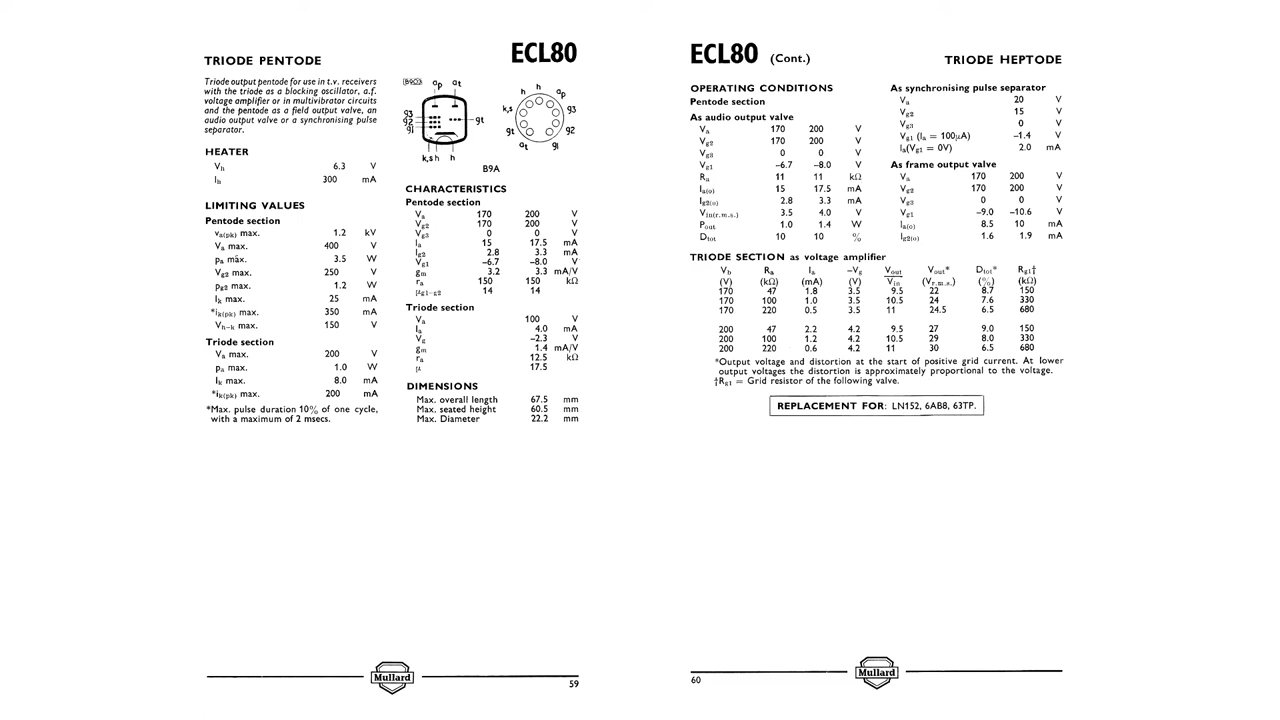 TRIODE PENTODE
ECL80
Triode output pentode for use in t.v. receivers
with the triode as a blocking oscillator, a.f.
voltage amplifier or in multivibrator circuits
and the pentode as a field output valve, an
audio output valve or a synchronising pulse
separator.
HEATER
Vh 6.3 V
Ih 300 mA
LIMITING VALUES
Pentode section
va(pk) max. 1.2 kV
Va max. 400 V
pa max. 3.5 W
Vg2 max. 250 V
pg2 max. 1.2 W
Ik max. 25 mA
*ik(pk) max. 350 mA
Vh-k max. 150 V
Triode section
Va max. 200 V
pa max. 1.0 W
Ik max. 8.0 mA
*ik(pk) max. 200 mA
*Max. pulse duration 10% of one cycle,
with a maximum of 2 msecs.
B903
ap at
g3
g2
g1
gt
k,s h h
h h
k,s ap
g3
gt g2
at g1
B9A
CHARACTERISTICS
Pentode section
Va 170 200 V
Vg2 170 200 V
Vg3 0 0 V
Ia 15 17.5 mA
Ig2 2.8 3.3 mA
Vg1 –6.7 –8.0 V
gm 3.2 3.3 mA/V
ra 150 150 kΩ
μg1-g2 14 14
Triode section
Va 100 V
Ia 4.0 mA
Vg –2.3 V
gm 1.4 mA/V
ra 12.5 kΩ
μ 17.5
DIMENSIONS
Max. overall length 67.5 mm
Max. seated height 60.5 mm
Max. Diameter 22.2 mm
Mullard
59
ECL80 (Cont.)
TRIODE HEPTODE
OPERATING CONDITIONS
Pentode section
As audio output valve
Va 170 200 V
Vg2 170 200 V
Vg3 0 0 V
Vg1 –6.7 –8.0 V
Ra 11 11 kΩ
Ia(o) 15 17.5 mA
Ig2(o) 2.8 3.3 mA
Vin(r.m.s.) 3.5 4.0 V
Pout 1.0 1.4 W
Dtot 10 10 %
As synchronising pulse separator
Va 20 V
Vg2 15 V
Vg3 0 V
Vg1 (Ia = 100μA) –1.4 V
Ia(Vg1 = 0V) 2.0 mA
As frame output valve
Va 170 200 V
Vg2 170 200 V
Vg3 0 0 V
Vg1 –9.0 –10.6 V
Ia(o) 8.5 10 mA
Ig2(o) 1.6 1.9 mA
TRIODE SECTION as voltage amplifier
Vb Ra Ia –Vg Vout Vout* Dtot* Rg1‡
(V) (kΩ) (mA) (V) Vin (Vr.m.s.) (%) (kΩ)
170 47 1.8 3.5 9.5 22 8.7 150
170 100 1.0 3.5 10.5 24 7.6 330
170 220 0.5 3.5 11 24.5 6.5 680
200 47 2.2 4.2 9.5 27 9.0 150
200 100 1.2 4.2 10.5 29 8.0 330
200 220 0.6 4.2 11 30 6.5 680
*Output voltage and distortion at the start of positive grid current. At lower
output voltages the distortion is approximately proportional to the voltage.
‡Rg1 = Grid resistor of the following valve.
REPLACEMENT FOR: LN152, 6AB8, 63TP.
60
Mullard